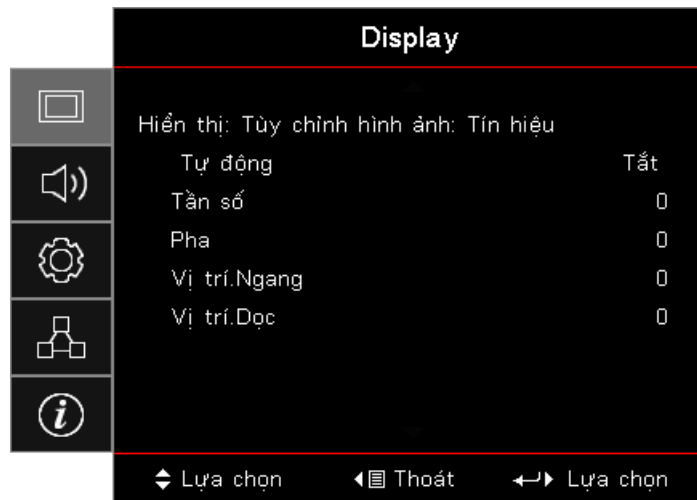 Display
Hiển thị: Tùy chỉnh hình ảnh: Tín hiệu
Tự động Tắt
Tần số 0
Pha 0
Vị trí.Ngang 0
Vị trí.Dọc 0
Lựa chọn Thoát Lựa chọn